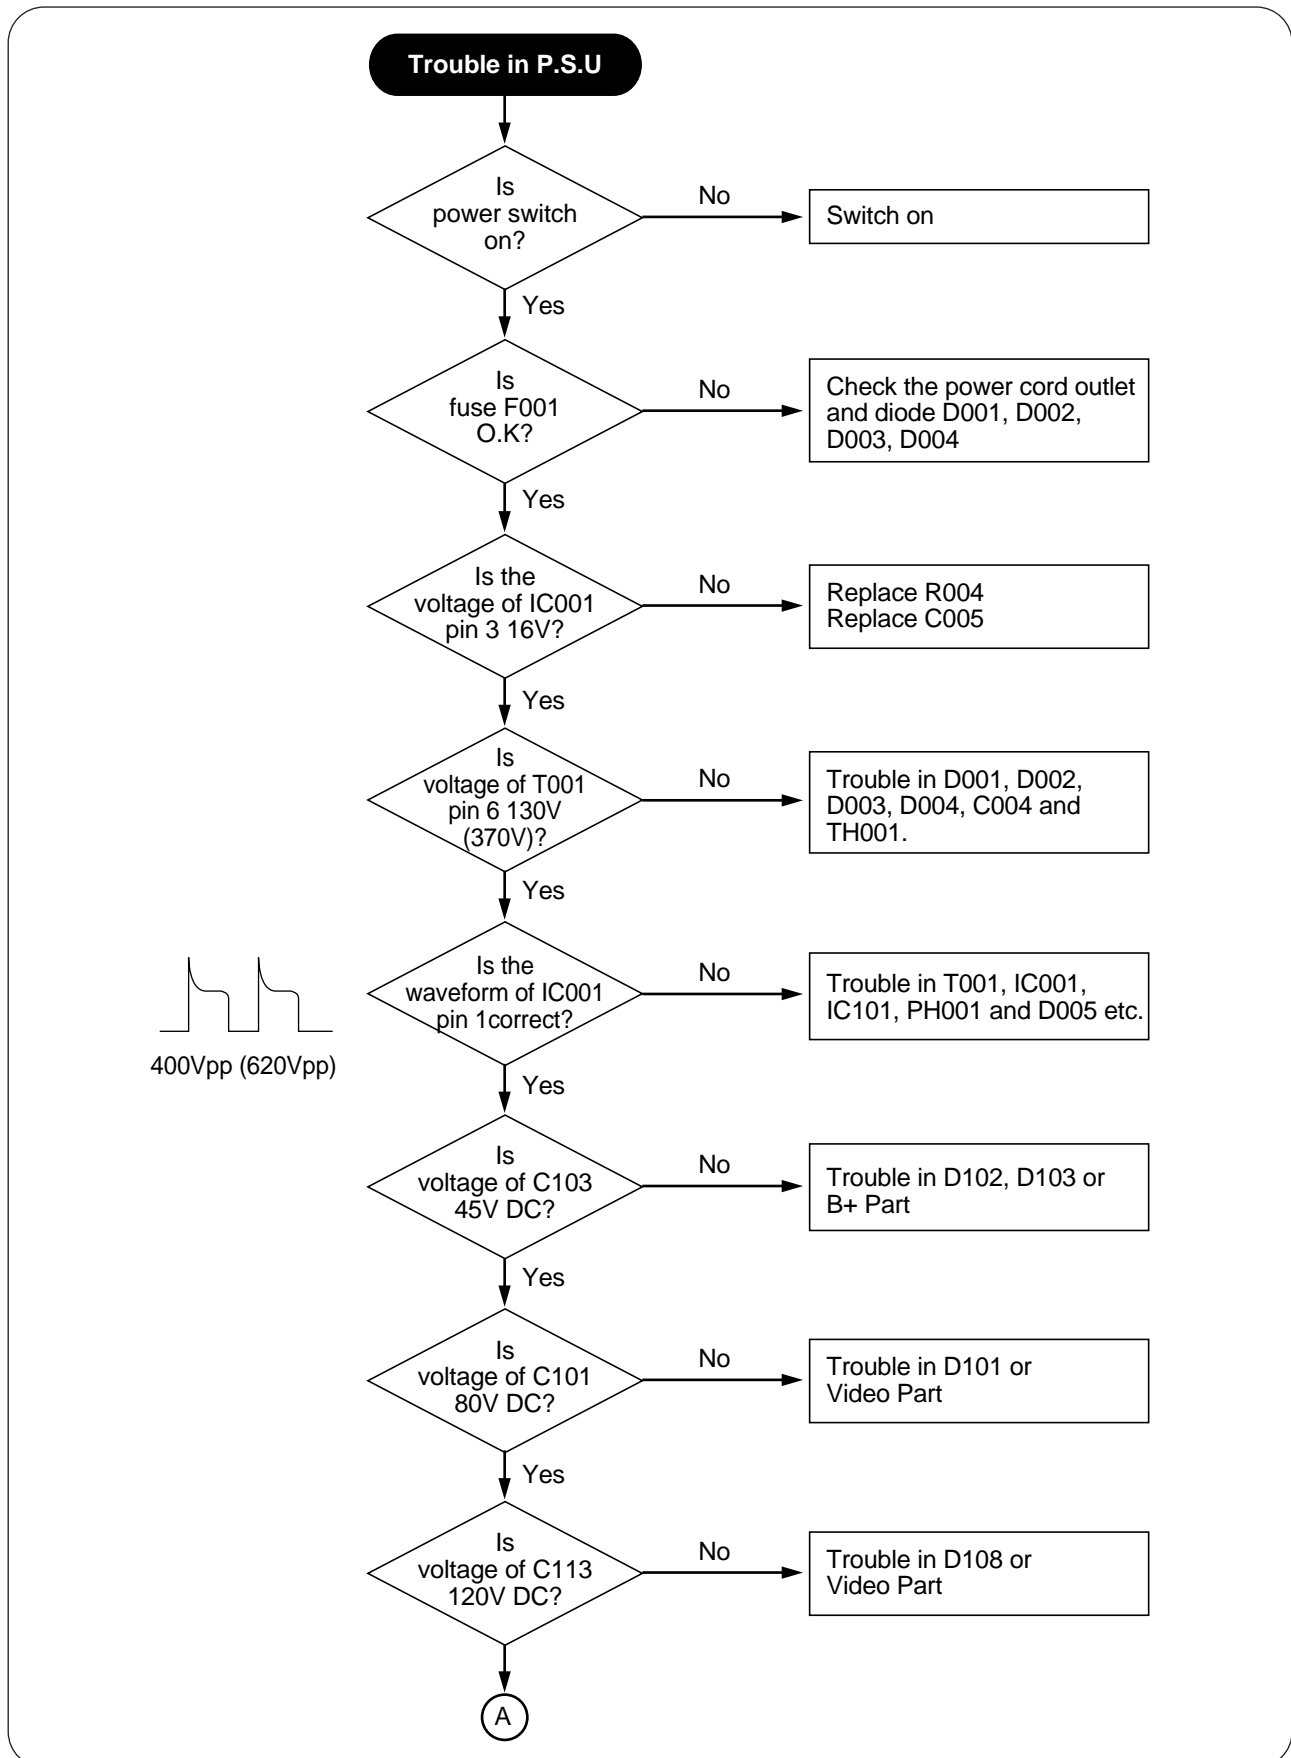 Trouble in P.S.U
Is
power switch
on?
No
Switch on
Yes
Is
fuse F001
O.K?
No
Check the power cord outlet
and diode D001, D002,
D003, D004
Yes
Is the
voltage of IC001
pin 3 16V?
No
Replace R004
Replace C005
Yes
Is
voltage of T001
pin 6 130V
(370V)?
No
Trouble in D001, D002,
D003, D004, C004 and
TH001.
Yes
400Vpp (620Vpp)
Is the
waveform of IC001
pin 1correct?
No
Trouble in T001, IC001,
IC101, PH001 and D005 etc.
Yes
Is
voltage of C103
45V DC?
No
Trouble in D102, D103 or
B+ Part
Yes
Is
voltage of C101
80V DC?
No
Trouble in D101 or
Video Part
Yes
Is
voltage of C113
120V DC?
No
Trouble in D108 or
Video Part
A